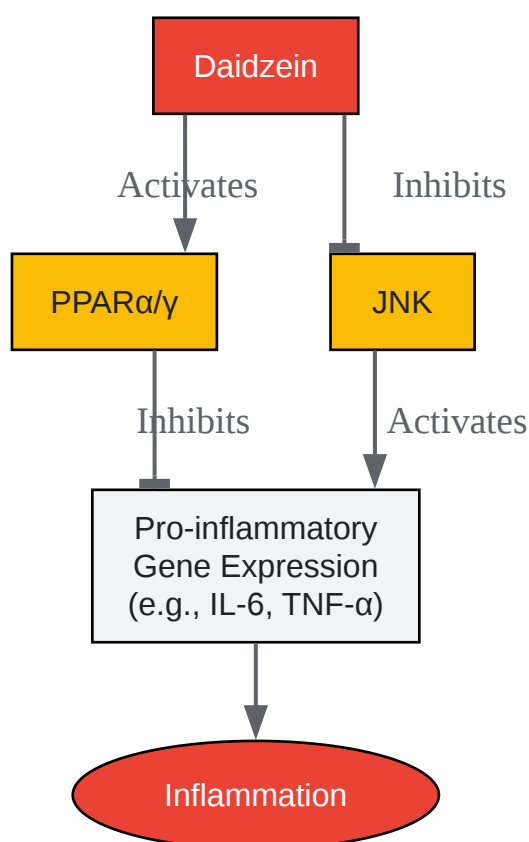 Daidzein
Activates
Inhibits
PPARα/γ
JNK
Inhibits
Activates
Pro-inflammatory
Gene Expression
(e.g., IL-6, TNF-α)
Inflammation